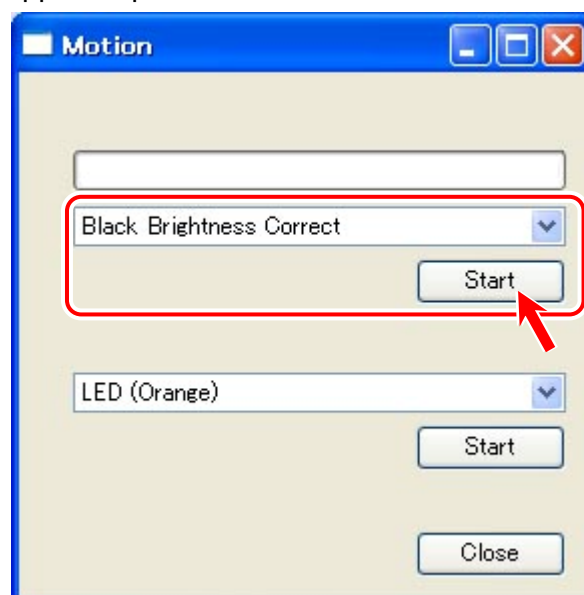 Motion
Black Brightness Correct
Start
LED (Orange)
Start
Close